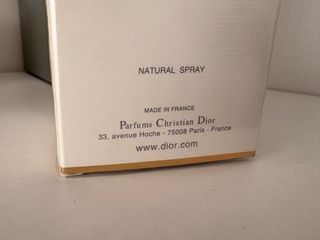 NATURAL SPRAY
MADE IN FRANCE
Parfums Christian Dior
33, avenue Hoche - 75008 Paris - France
www.dior.com